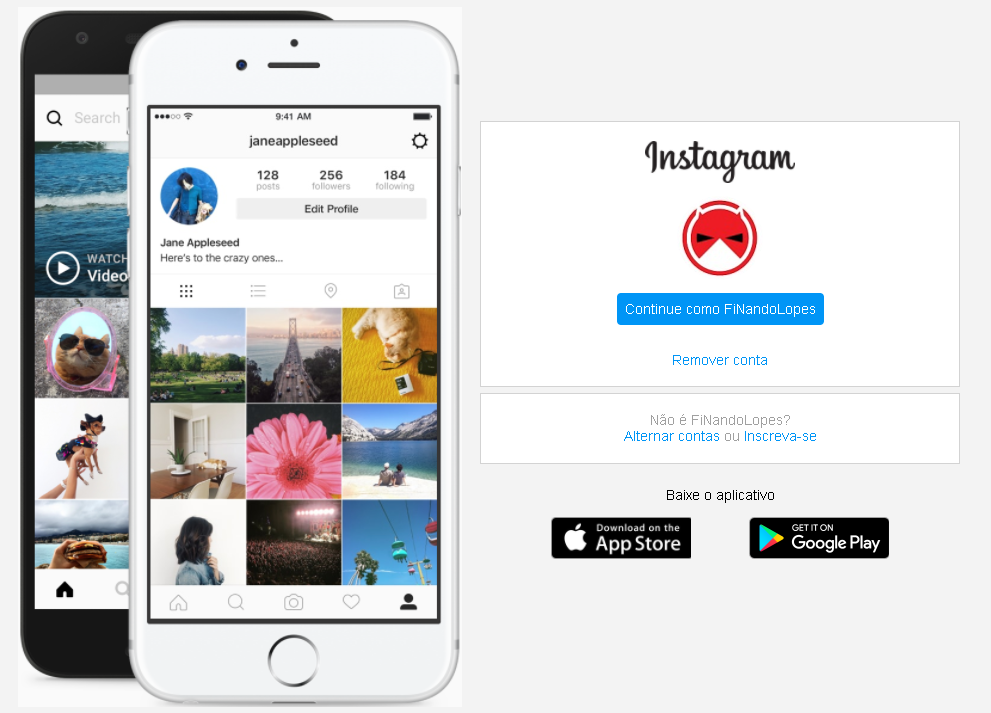 Search
WATCH
Video
9:41 AM
janeappleseed
128
posts
256
followers
184
following
Edit Profile
Jane Appleseed
Here's to the crazy ones...
Instagram
Continue como FiNandoLopes
Remover conta
Não é FiNandoLopes?
Alternar contas ou Inscreva-se
Baixe o aplicativo
Download on the
App Store
GET IT ON
Google Play